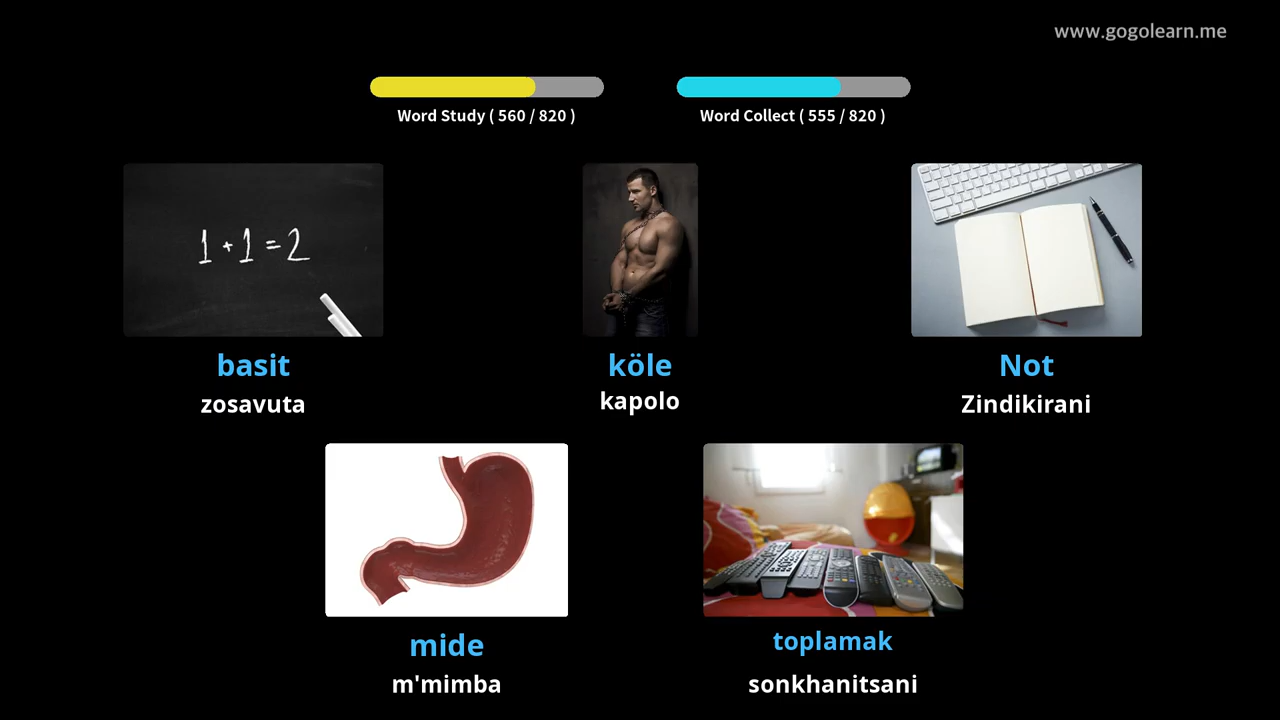 www.gogolearn.me
Word Study ( 560 / 820 )
Word Collect ( 555 / 820 )
1 + 1 = 2
basit
zosavuta
köle
kapolo
Not
Zindikirani
mide
m'mimba
toplamak
sonkhanitsani